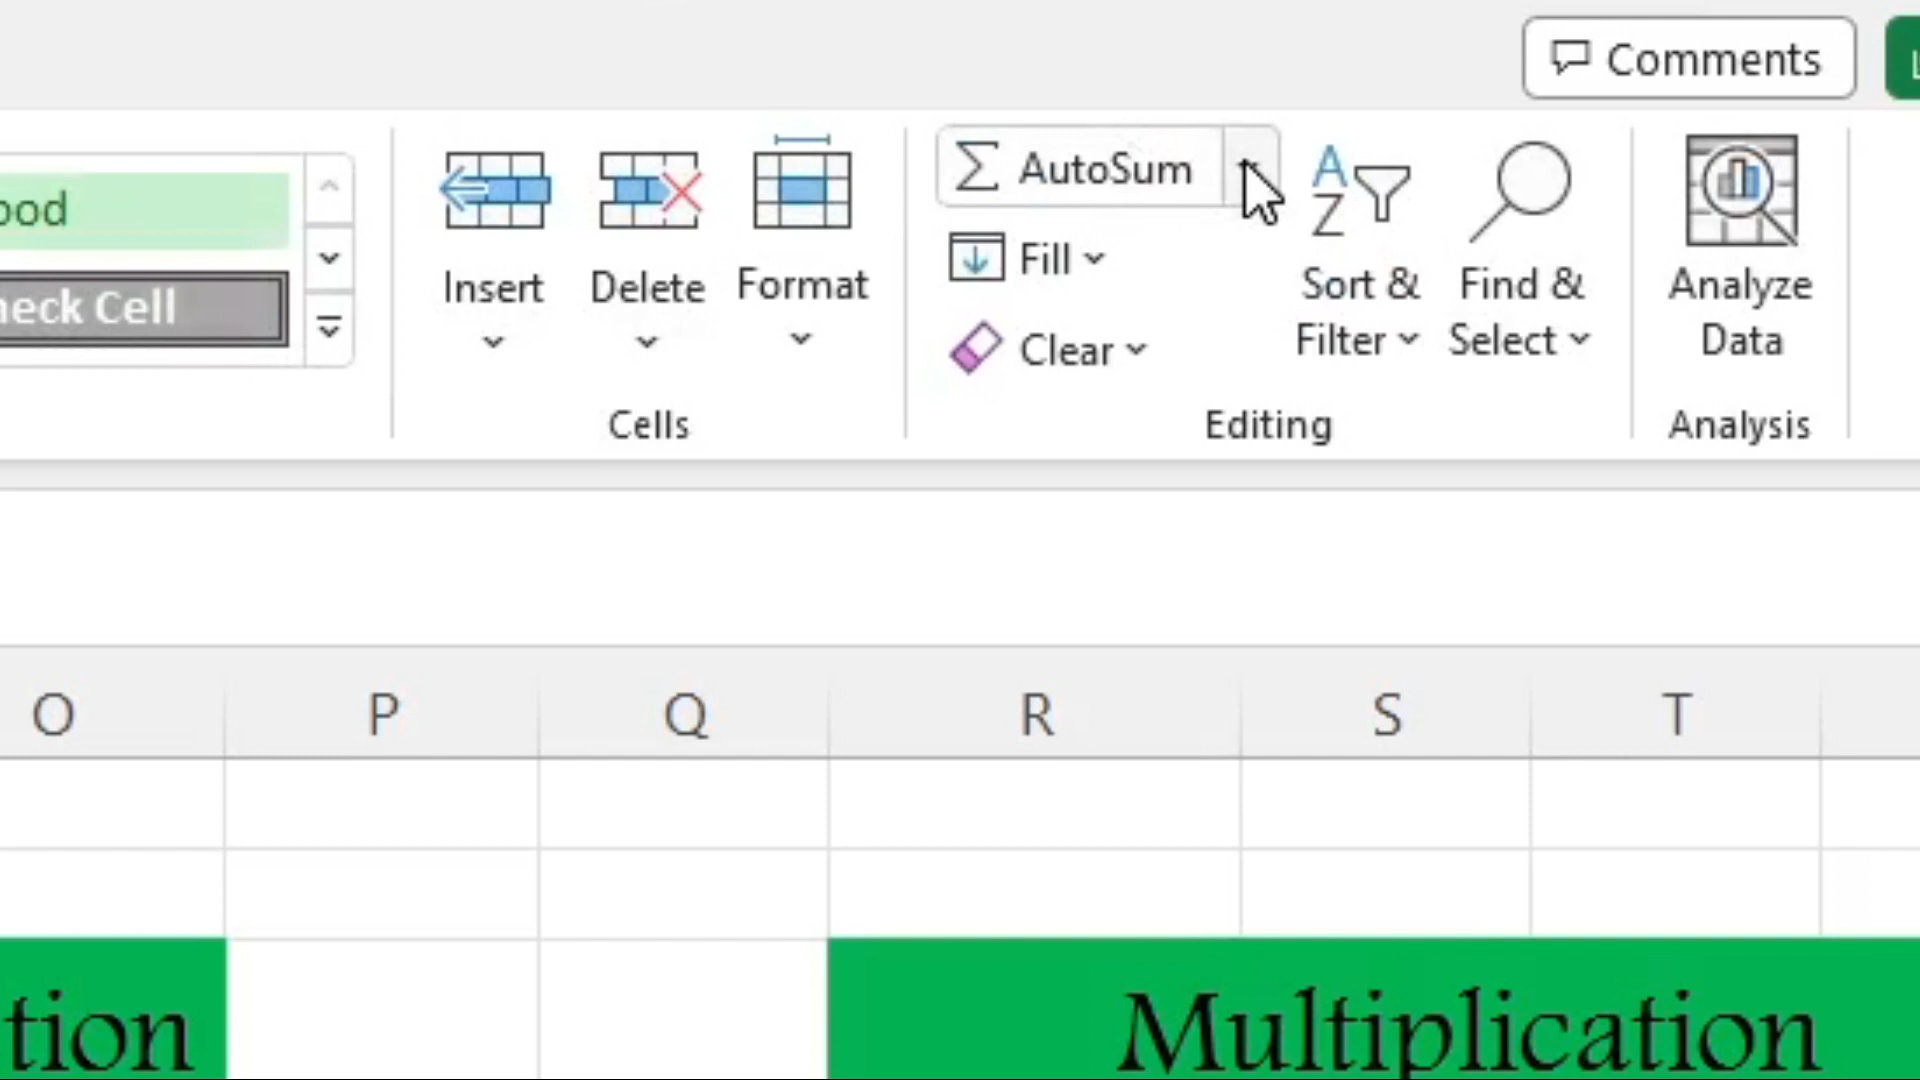 Comments
ood
heck Cell
Insert
Delete
Format
Cells
AutoSum
Fill
Clear
A
Z
Sort &
Filter
Find &
Select
Editing
Analyze
Data
Analysis
O P Q R S T
tion
Multiplication